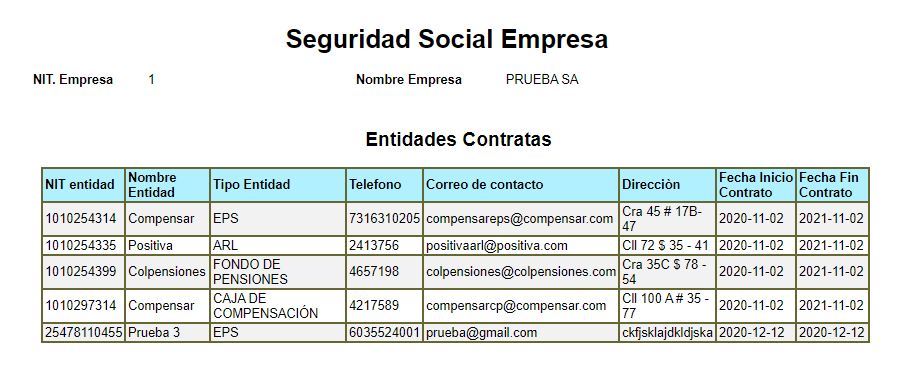 Seguridad Social Empresa
NIT. Empresa 1 Nombre Empresa PRUEBA SA
Entidades Contratas
NIT entidad Nombre Entidad Tipo Entidad Telefono Correo de contacto Direcciòn Fecha Inicio Contrato Fecha Fin Contrato
1010254314 Compensar EPS 7316310205 compensareps@compensar.com Cra 45 # 17B-47 2020-11-02 2021-11-02
1010254335 Positiva ARL 2413756 positivaarl@positiva.com Cll 72 $ 35 - 41 2020-11-02 2021-11-02
1010254399 Colpensiones FONDO DE PENSIONES 4657198 colpensiones@colpensiones.com Cra 35C $ 78 - 54 2020-11-02 2021-11-02
1010297314 Compensar CAJA DE COMPENSACIÓN 4217589 compensarcp@compensar.com Cll 100 A # 35 - 77 2020-11-02 2021-11-02
25478110455 Prueba 3 EPS 6035524001 prueba@gmail.com ckfjsklajdkldjska 2020-12-12 2020-12-12